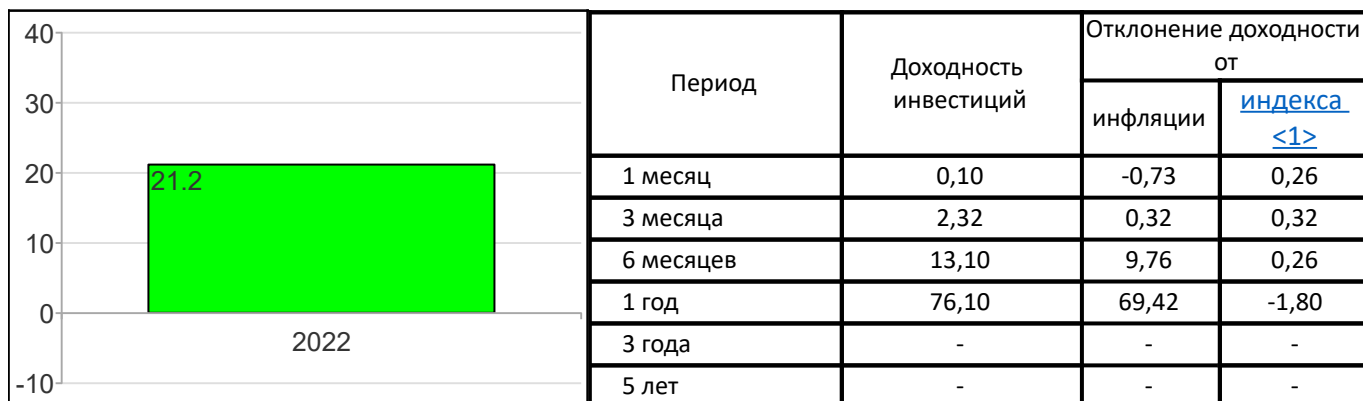 40
30
20
10
0
-10
21.2
2022
Период
Доходность
инвестиций
Отклонение доходности
от
инфляции
индекса
<1>
1 месяц 0,10 -0,73 0,26
3 месяца 2,32 0,32 0,32
6 месяцев 13,10 9,76 0,26
1 год 76,10 69,42 -1,80
3 года - - -
5 лет - - -